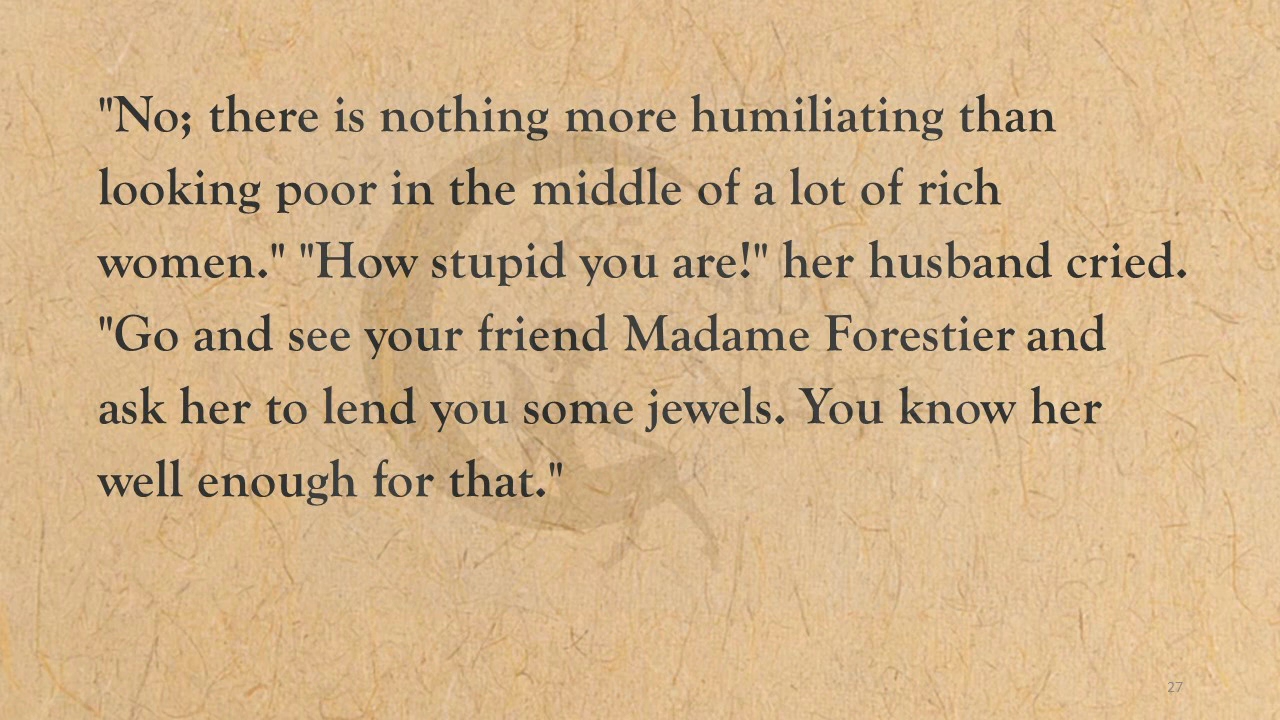 "No; there is nothing more humiliating than
looking poor in the middle of a lot of rich
women." "How stupid you are!" her husband cried.
"Go and see your friend Madame Forestier and
ask her to lend you some jewels. You know her
well enough for that."
27